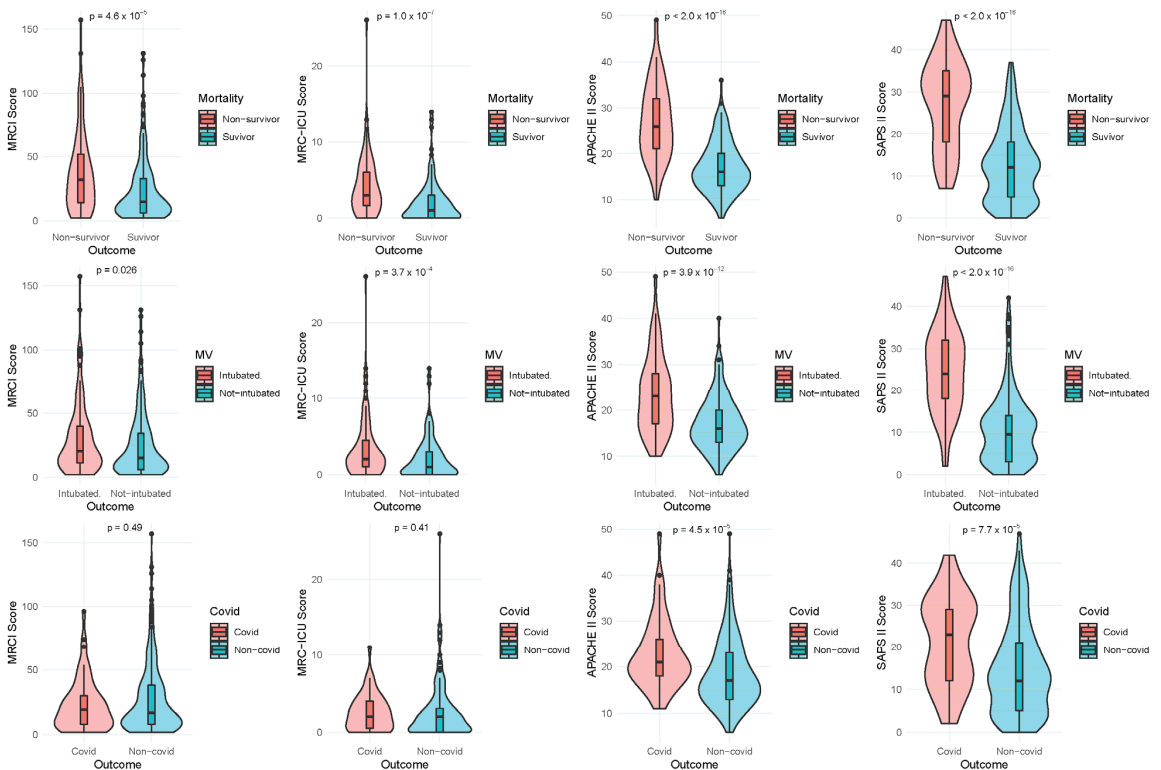 p = 4.6 x 10⁻⁵
MRCI Score
150
100
50
0
Non-survivor
Suvivor
Outcome
Mortality
Non-survivor
Suvivor
p = 1.0 x 10⁻⁷
MRC-ICU Score
20
10
0
Non-survivor
Suvivor
Outcome
Mortality
Non-survivor
Suvivor
p < 2.0 x 10⁻¹⁶
APACHE II Score
50
40
30
20
10
Non-survivor
Suvivor
Outcome
Mortality
Non-survivor
Suvivor
p < 2.0 x 10⁻¹⁶
SAPS II Score
40
30
20
10
0
Non-survivor
Suvivor
Outcome
Mortality
Non-survivor
Suvivor
p = 0.026
MRCI Score
150
100
50
0
Intubated.
Not-intubated
Outcome
MV
Intubated.
Not-intubated
p = 3.7 x 10⁻⁴
MRC-ICU Score
20
10
0
Intubated.
Not-intubated
Outcome
MV
Intubated.
Not-intubated
p = 3.9 x 10⁻¹²
APACHE II Score
50
40
30
20
10
Intubated.
Not-intubated
Outcome
MV
Intubated.
Not-intubated
p < 2.0 x 10⁻¹⁶
SAPS II Score
40
30
20
10
0
Intubated.
Not-intubated
Outcome
MV
Intubated.
Not-intubated
p = 0.49
MRCI Score
150
100
50
0
Covid
Non-covid
Outcome
Covid
Covid
Non-covid
p = 0.41
MRC-ICU Score
20
10
0
Covid
Non-covid
Outcome
Covid
Covid
Non-covid
p = 4.5 x 10⁻⁵
APACHE II Score
50
40
30
20
10
Covid
Non-covid
Outcome
Covid
Covid
Non-covid
p = 7.7 x 10⁻⁵
SAPS II Score
40
30
20
10
0
Covid
Non-covid
Outcome
Covid
Covid
Non-covid